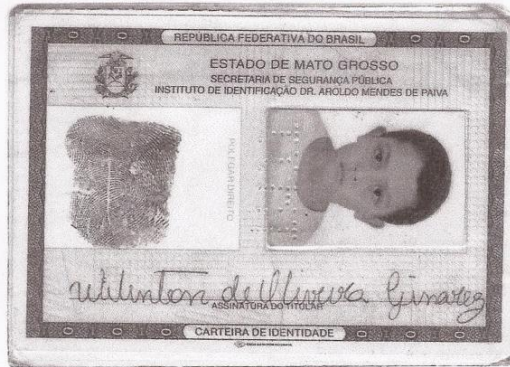 REPÚBLICA FEDERATIVA DO BRASIL
ESTADO DE MATO GROSSO
SECRETARIA DE SEGURANÇA PÚBLICA
INSTITUTO DE IDENTIFICAÇÃO DR. AROLDO MENDES DE PAIVA
POLEGAR DIREITO
de Oliveira
ASSINATURA DO TITULAR
CARTEIRA DE IDENTIDADE